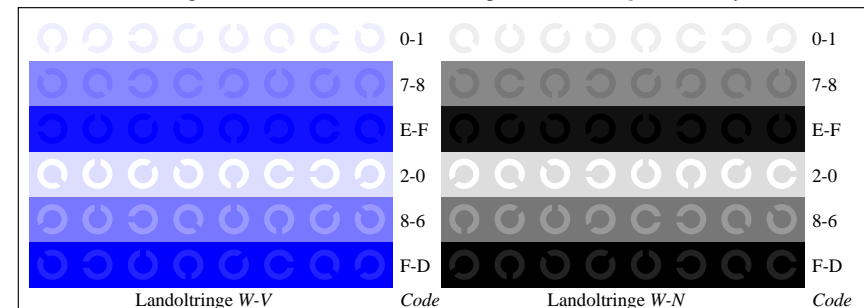 0-1 0-1
7-8 7-8
E-F E-F
2-0 2-0
8-6 8-6
F-D F-D
Landoltringe W-V Code Landoltringe W-N Code